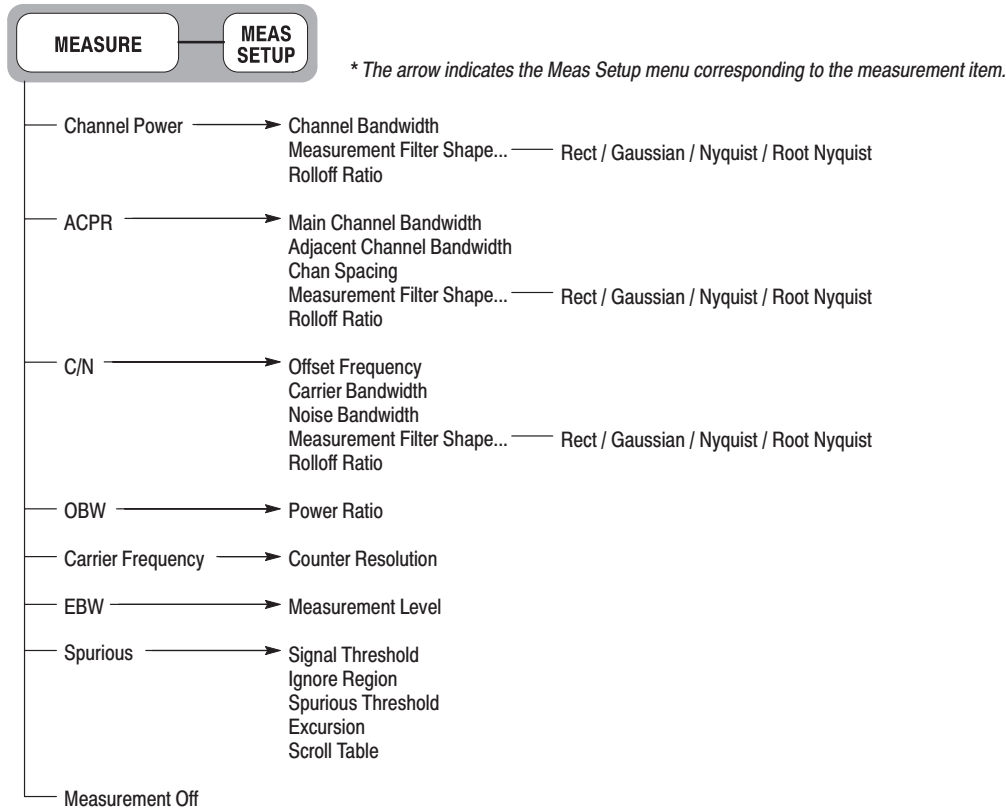 MEASURE
MEAS
SETUP
* The arrow indicates the Meas Setup menu corresponding to the measurement item.
Channel Power
Channel Bandwidth
Measurement Filter Shape... Rect / Gaussian / Nyquist / Root Nyquist
Rolloff Ratio
ACPR
Main Channel Bandwidth
Adjacent Channel Bandwidth
Chan Spacing
Measurement Filter Shape... Rect / Gaussian / Nyquist / Root Nyquist
Rolloff Ratio
C/N
Offset Frequency
Carrier Bandwidth
Noise Bandwidth
Measurement Filter Shape... Rect / Gaussian / Nyquist / Root Nyquist
Rolloff Ratio
OBW
Power Ratio
Carrier Frequency
Counter Resolution
EBW
Measurement Level
Spurious
Signal Threshold
Ignore Region
Spurious Threshold
Excursion
Scroll Table
Measurement Off